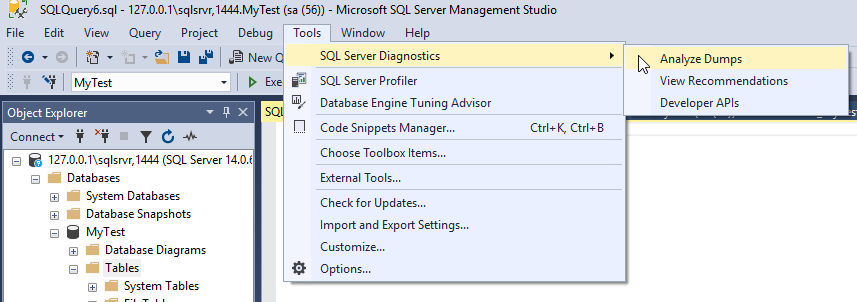 SQLQuery6.sql - 127.0.0.1\sqlsrvr,1444.MyTest (sa (56)) - Microsoft SQL Server Management Studio
File Edit View Query Project Debug Tools Window Help
New Q
MyTest
Exe
SQL Server Diagnostics
Analyze Dumps
View Recommendations
Developer APIs
SQL Server Profiler
Database Engine Tuning Advisor
Code Snippets Manager... Ctrl+K, Ctrl+B
Choose Toolbox Items...
External Tools...
Check for Updates...
Import and Export Settings...
Customize...
Options...
Object Explorer
Connect
127.0.0.1\sqlsrvr,1444 (SQL Server 14.0.6
Databases
System Databases
Database Snapshots
MyTest
Database Diagrams
Tables
System Tables